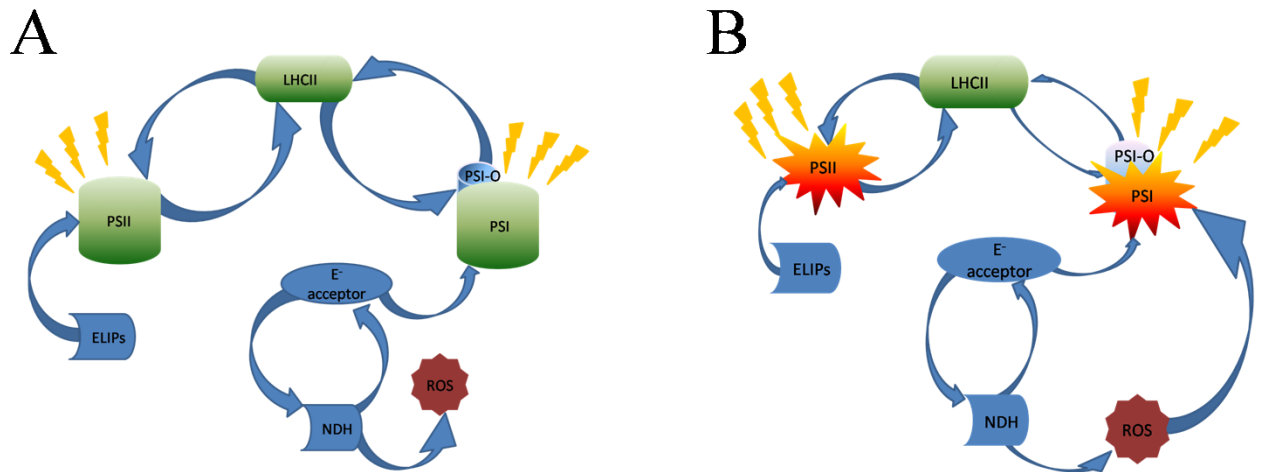 A
LHCII
PSI-O
PSII
PSI
E-
acceptor
ELIPs
ROS
NDH
B
LHCII
PSI-O
PSII
PSI
ELIPs
E-
acceptor
NDH
ROS